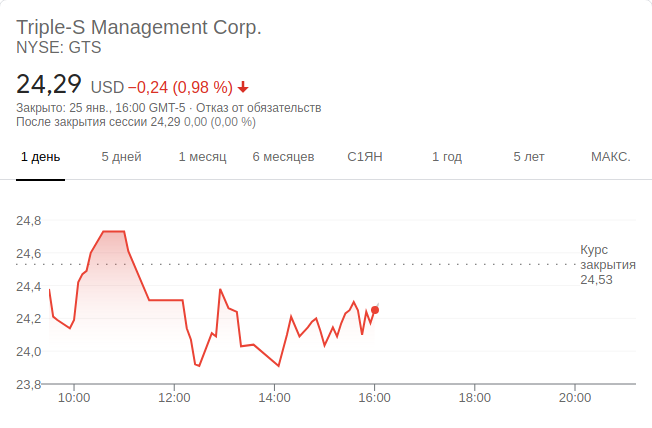 Triple-S Management Corp.
NYSE: GTS
24,29 USD −0,24 (0,98 %)
Закрыто: 25 янв., 16:00 GMT-5 · Отказ от обязательств
После закрытия сессии 24,29 0,00 (0,00 %)
1 день 5 дней 1 месяц 6 месяцев С1ЯН 1 год 5 лет МАКС.
24,8
24,6
24,4
24,2
24,0
23,8
Курс
закрытия
24,53
10:00 12:00 14:00 16:00 18:00 20:00